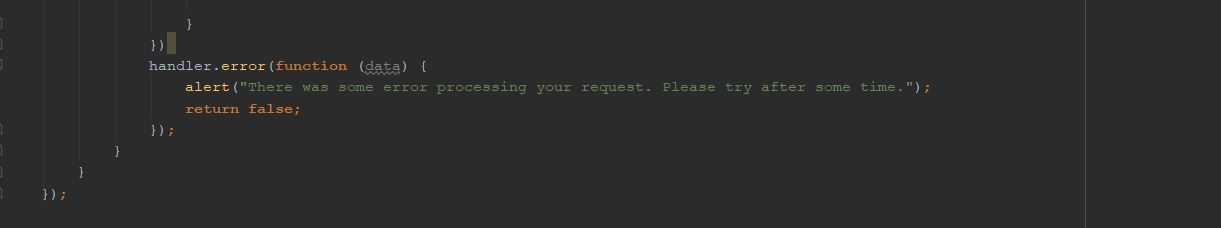 }
})
handler.error(function (data) {
alert("There was some error processing your request. Please try after some time.");
return false;
});
}
}
});